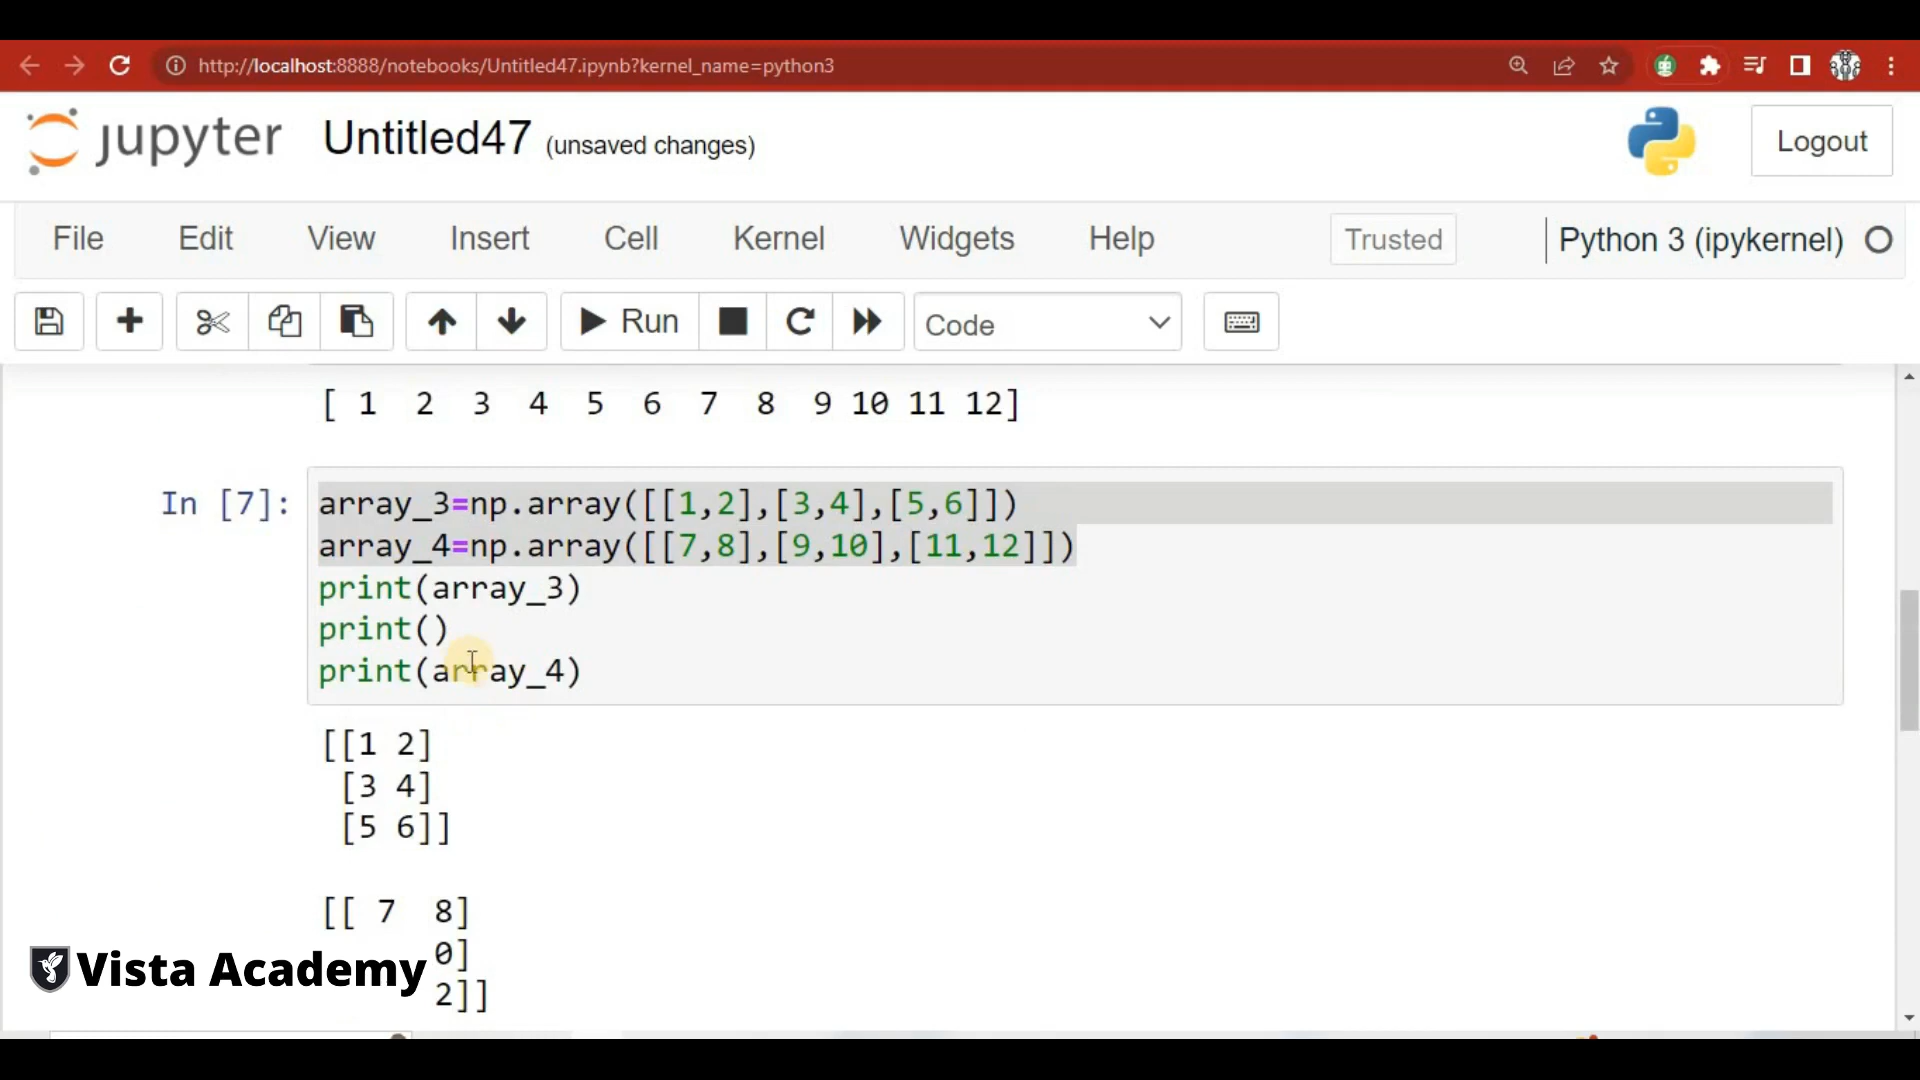 http://localhost:8888/notebooks/Untitled47.ipynb?kernel_name=python3
jupyter Untitled47 (unsaved changes) Logout
File Edit View Insert Cell Kernel Widgets Help Trusted Python 3 (ipykernel)
Run Code
[ 1 2 3 4 5 6 7 8 9 10 11 12]
In [7]: array_3=np.array([[1,2],[3,4],[5,6]])
array_4=np.array([[7,8],[9,10],[11,12]])
print(array_3)
print()
print(array_4)
[[1 2]
[3 4]
[5 6]]
[[ 7 8]
0]
2]]
Vista Academy